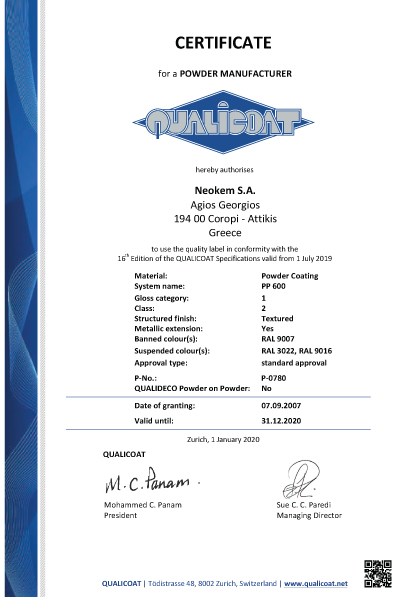 CERTIFICATE
for a POWDER MANUFACTURER
QUALICOAT
hereby authorises
Neokem S.A.
Agios Georgios
194 00 Coropi - Attikis
Greece
to use the quality label in conformity with the
16th Edition of the QUALICOAT Specifications valid from 1 July 2019
Material: Powder Coating
System name: PP 600
Gloss category: 1
Class: 2
Structured finish: Textured
Metallic extension: Yes
Banned colour(s): RAL 9007
Suspended colour(s): RAL 3022, RAL 9016
Approval type: standard approval
P-No.: P-0780
QUALIDECO Powder on Powder: No
Date of granting: 07.09.2007
Valid until: 31.12.2020
Zurich, 1 January 2020
QUALICOAT
M.C.Panam.
Mohammed C. Panam Sue C. C. Paredi
President Managing Director
QUALICOAT | Tödistrasse 48, 8002 Zurich, Switzerland | www.qualicoat.net